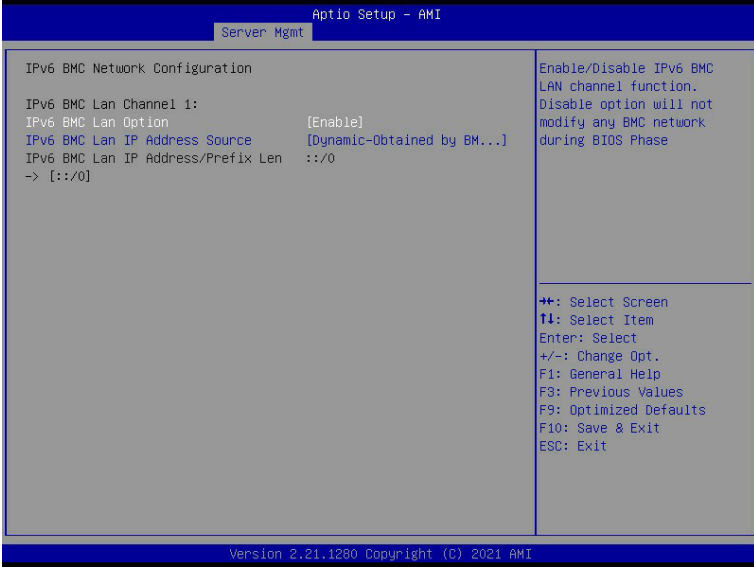 Aptio Setup - AMI
Server Mgmt
IPv6 BMC Network Configuration
IPv6 BMC Lan Channel 1:
IPv6 BMC Lan Option [Enable]
IPv6 BMC Lan IP Address Source [Dynamic-Obtained by BM...]
IPv6 BMC Lan IP Address/Prefix Len ::/0
-> [::/0]
Enable/Disable IPv6 BMC
LAN channel function.
Disable option will not
modify any BMC network
during BIOS Phase
→←: Select Screen
↑↓: Select Item
Enter: Select
+/-: Change Opt.
F1: General Help
F3: Previous Values
F9: Optimized Defaults
F10: Save & Exit
ESC: Exit
Version 2.21.1280 Copyright (C) 2021 AMI